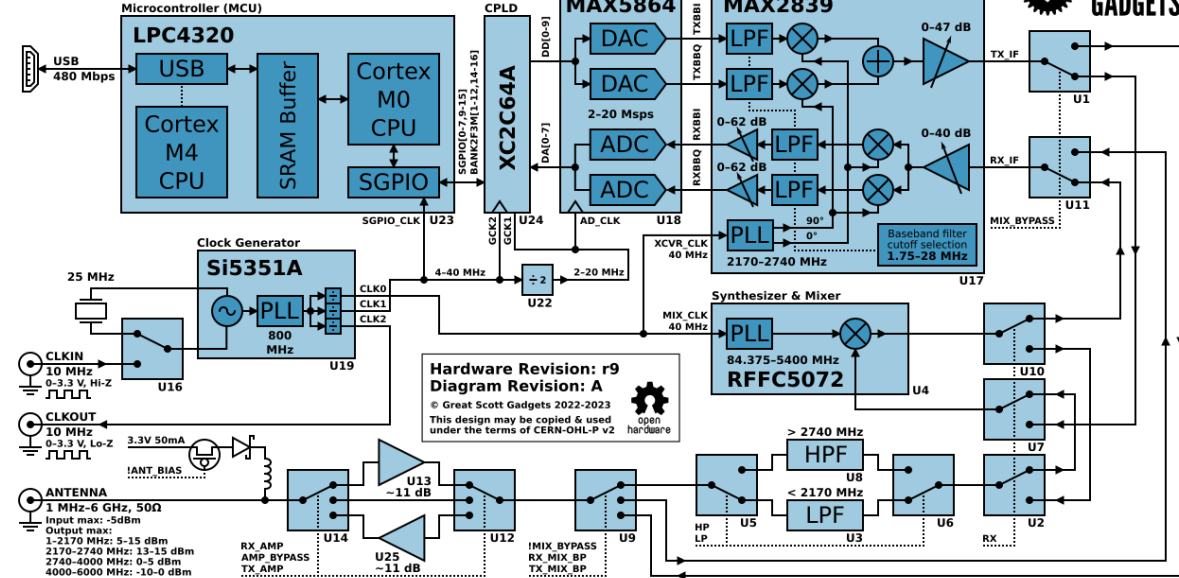 Microcontroller (MCU)
LPC4320
USB
480 Mbps
USB
SRAM Buffer
Cortex
M0
CPU
Cortex
M4
CPU
SGPIO
SGPIO_CLK
U23
SGPIO[0-7,9-15]
BANK2F3M[1-12,14-16]
CPLD
XC2C64A
GCK2
GCK1
U24
DD[0-9]
DA[0-7]
MAX5864
DAC
DAC
2–20 Msps
ADC
ADC
AD_CLK
U18
TXBBI
TXBBQ
RXBBI
RXBBQ
MAX2839
LPF
LPF
0–62 dB
LPF
0–62 dB
LPF
0–47 dB
0–40 dB
PLL
90°
0°
2170–2740 MHz
Baseband filter
cutoff selection
1.75–28 MHz
U17
XCVR_CLK
40 MHz
TX_IF
RX_IF
GADGETS
U1
U11
MIX_BYPASS
Clock Generator
Si5351A
PLL
800
MHz
CLK0
CLK1
CLK2
U19
25 MHz
U16
4–40 MHz
÷2
U22
2–20 MHz
CLKIN
10 MHz
0–3.3 V, Hi-Z
CLKOUT
10 MHz
0–3.3 V, Lo-Z
Hardware Revision: r9
Diagram Revision: A
© Great Scott Gadgets 2022-2023
This design may be copied & used
under the terms of CERN-OHL-P v2
open
hardware
Synthesizer & Mixer
MIX_CLK
40 MHz
PLL
84.375–5400 MHz
RFFC5072
U4
U10
U7
3.3V 50mA
!ANT_BIAS
ANTENNA
1 MHz–6 GHz, 50Ω
Input max: -5dBm
Output max:
1–2170 MHz: 5–15 dBm
2170–2740 MHz: 13–15 dBm
2740–4000 MHz: 0–5 dBm
4000–6000 MHz: -10–0 dBm
U14
RX_AMP
AMP_BYPASS
TX_AMP
U13
~11 dB
U25
~11 dB
U12
U9
!MIX_BYPASS
RX_MIX_BP
TX_MIX_BP
U5
HP
LP
> 2740 MHz
HPF
U8
< 2170 MHz
LPF
U3
U6
U2
RX